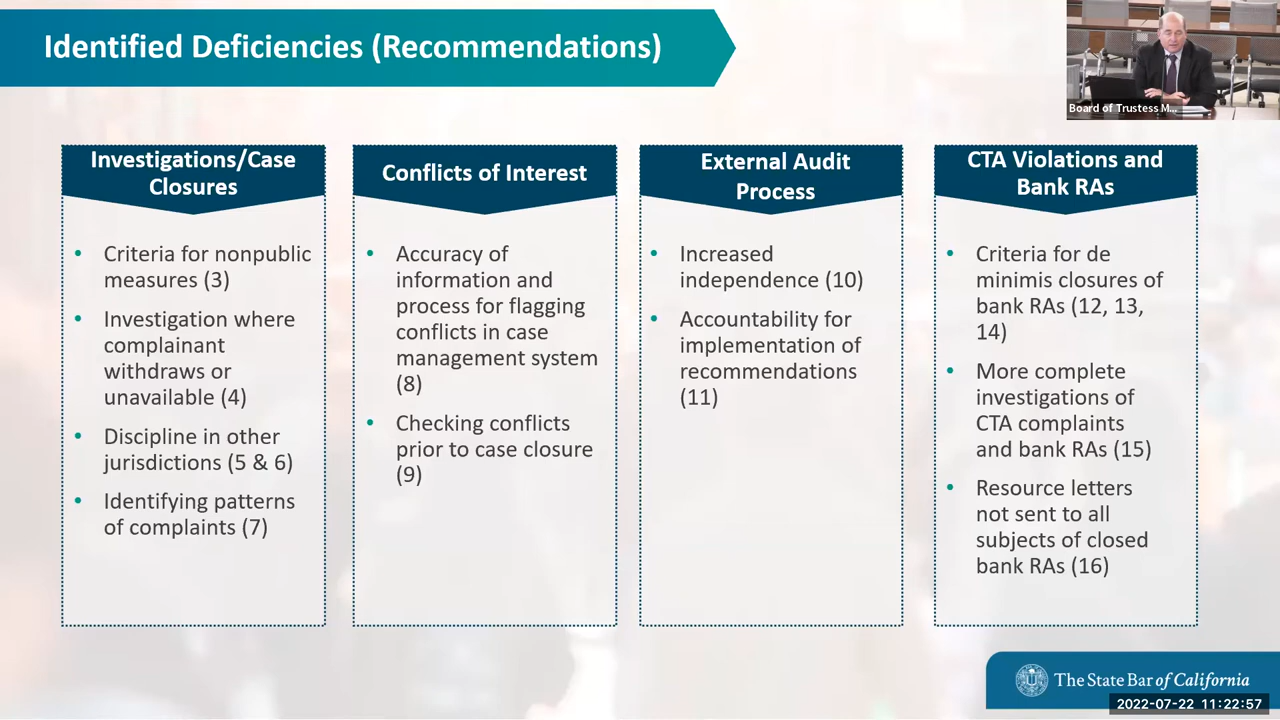 Identified Deficiencies (Recommendations)
Board of Trustess M...
Investigations/Case
Closures
• Criteria for nonpublic
measures (3)
• Investigation where
complainant
withdraws or
unavailable (4)
• Discipline in other
jurisdictions (5 & 6)
• Identifying patterns
of complaints (7)
Conflicts of Interest
• Accuracy of
information and
process for flagging
conflicts in case
management system
(8)
• Checking conflicts
prior to case closure
(9)
External Audit
Process
• Increased
independence (10)
• Accountability for
implementation of
recommendations
(11)
CTA Violations and
Bank RAs
• Criteria for de
minimis closures of
bank RAs (12, 13,
14)
• More complete
investigations of
CTA complaints
and bank RAs (15)
• Resource letters
not sent to all
subjects of closed
bank RAs (16)
The State Bar of California
2022-07-22 11:22:57